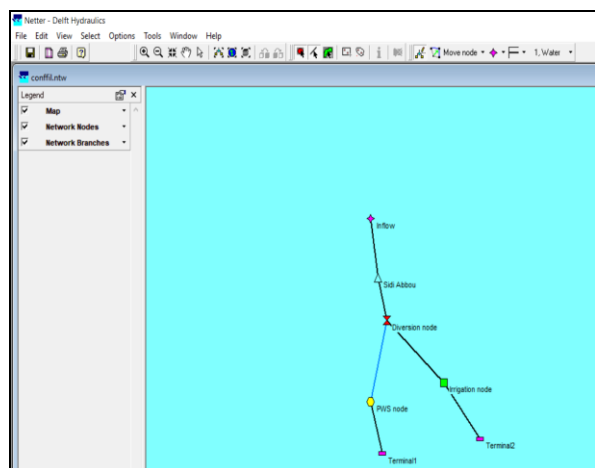 Netter - Delft Hydraulics
File Edit View Select Options Tools Window Help
Move node 1, Water
conffil.ntw
Legend
Map
Network Nodes
Network Branches
Inflow
Sidi Abbou
Diversion node
Irrigation node
PWS node
Terminal2
Terminal1